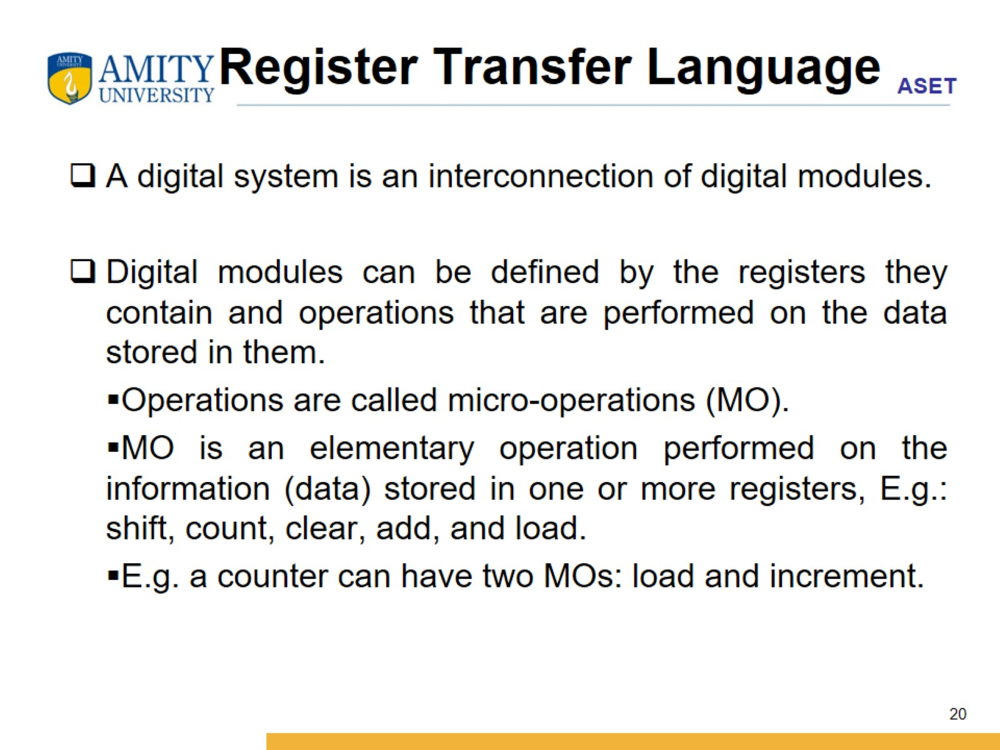 AMITY
UNIVERSITY
AMITY
UNIVERSITY
Register Transfer Language
ASET
❑ A digital system is an interconnection of digital modules.
❑ Digital modules can be defined by the registers they
contain and operations that are performed on the data
stored in them.
▪Operations are called micro-operations (MO).
▪MO is an elementary operation performed on the
information (data) stored in one or more registers, E.g.:
shift, count, clear, add, and load.
▪E.g. a counter can have two MOs: load and increment.
20